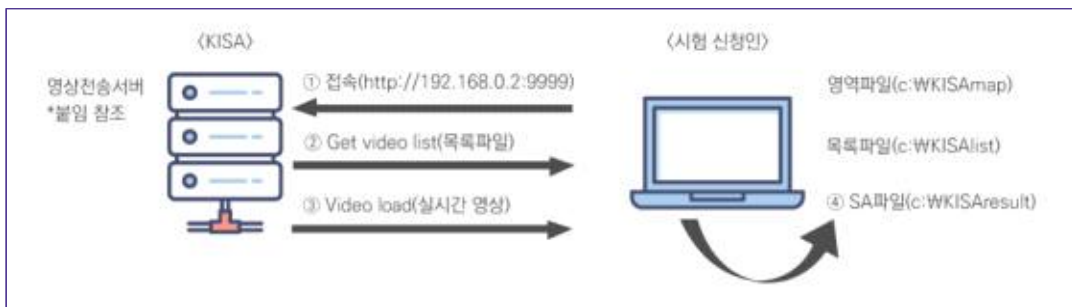 〈KISA〉
〈시험 신청인〉
영상전송서버
*붙임 참조
① 접속(http://192.168.0.2:9999)
② Get video list(목록파일)
③ Video load(실시간 영상)
영역파일(c:₩KISAmap)
목록파일(c:₩KISAlist)
④ SA파일(c:₩KISAresult)